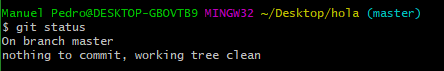 Manuel Pedro@DESKTOP-GBOVTB9 MINGW32 ~/Desktop/hola (master)
$ git status
On branch master
nothing to commit, working tree clean